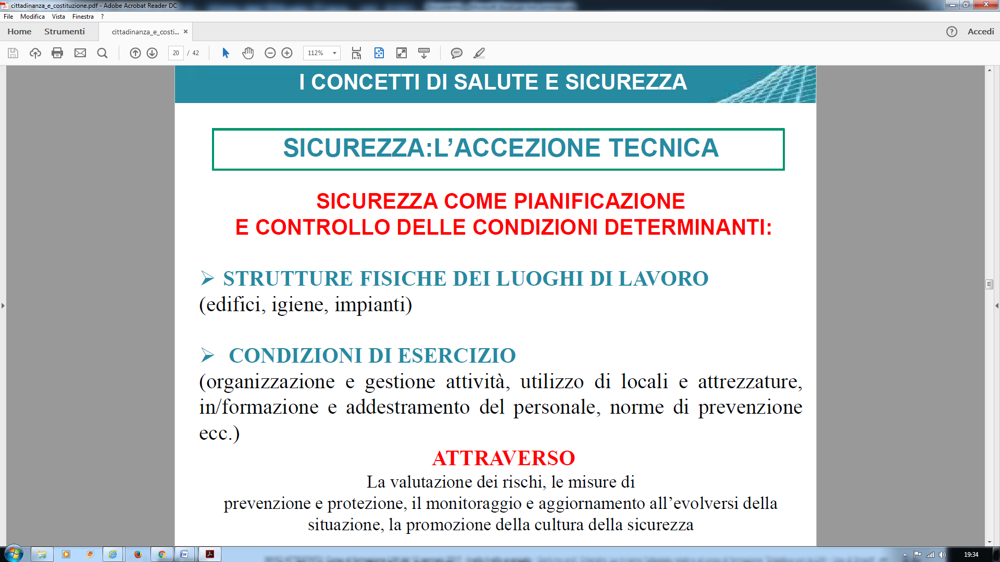 cittadinanza_e_costituzione.pdf - Adobe Acrobat Reader DC
File Modifica Vista Finestra ?
Home Strumenti cittadinanza_e_costi... × ? Accedi
20 / 42 112%
I CONCETTI DI SALUTE E SICUREZZA
SICUREZZA:L’ACCEZIONE TECNICA
SICUREZZA COME PIANIFICAZIONE
E CONTROLLO DELLE CONDIZIONI DETERMINANTI:
STRUTTURE FISICHE DEI LUOGHI DI LAVORO
(edifici, igiene, impianti)
CONDIZIONI DI ESERCIZIO
(organizzazione e gestione attività, utilizzo di locali e attrezzature,
in/formazione e addestramento del personale, norme di prevenzione
ecc.)
ATTRAVERSO
La valutazione dei rischi, le misure di
prevenzione e protezione, il monitoraggio e aggiornamento all’evolversi della
situazione, la promozione della cultura della sicurezza
19:34